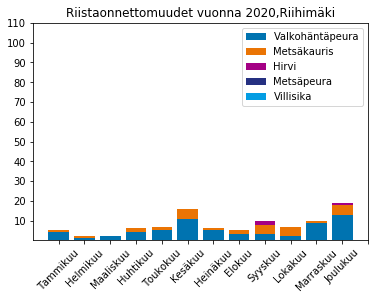 Riistaonnettomuudet vuonna 2020,Riihimäki
110
100
90
80
70
60
50
40
30
20
10
Valkohäntäpeura
Metsäkauris
Hirvi
Metsäpeura
Villisika
Tammikuu
Helmikuu
Maaliskuu
Huhtikuu
Toukokuu
Kesäkuu
Heinäkuu
Elokuu
Syyskuu
Lokakuu
Marraskuu
Joulukuu